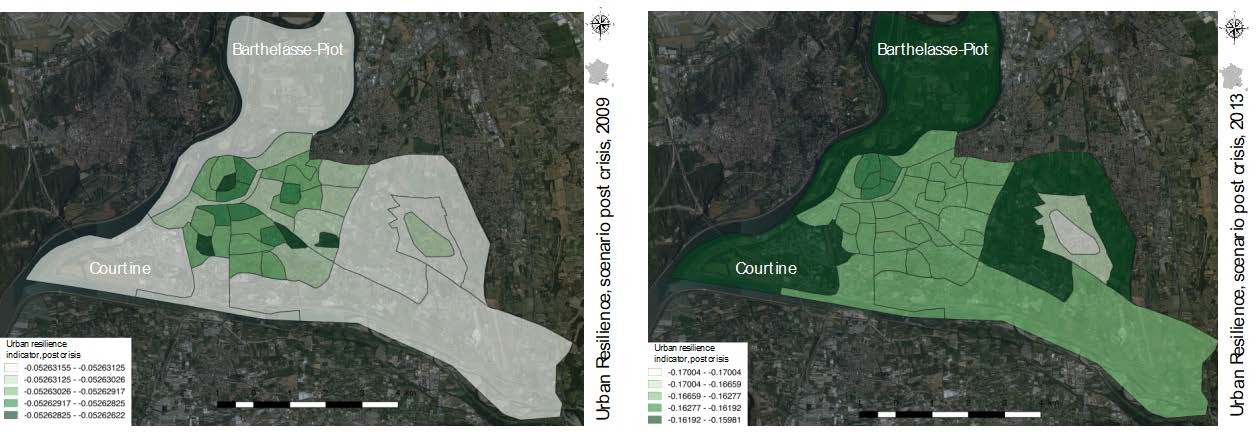 Barthelasse-Piot
Courtine
Urban resilience
indicator,post crisis
-0.05263155 - -0.05263125
-0.05263125 - -0.05263026
-0.05263026 - -0.05262917
-0.05262917 - -0.05262825
-0.05262825 - -0.05262622
Urban Resilience, scenario post crisis, 2009
Barthelasse-Piot
Courtine
Urban resilience
indicator,post crisis
-0.17004 - -0.17004
-0.17004 - -0.16659
-0.16659 - -0.16277
-0.16277 - -0.16192
-0.16192 - -0.15981
Urban Resilience, scenario post crisis, 2013